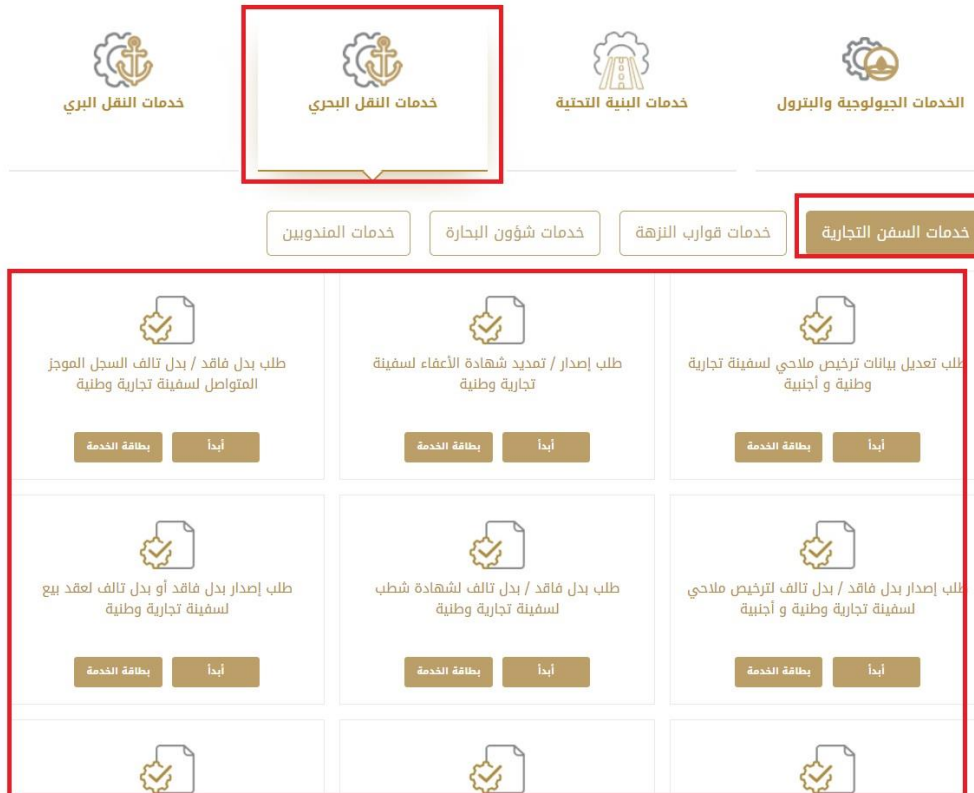 الخدمات الجيولوجية والبترول
خدمات البنية التحتية
خدمات النقل البحري
خدمات النقل البري
خدمات السفن التجارية
خدمات قوارب النزهة
خدمات شؤون البحارة
خدمات المندوبين
طلب تعديل بيانات ترخيص ملاحي لسفينة تجارية
وطنية و أجنبية
أبدأ
بطاقة الخدمة
طلب إصدار / تمديد شهادة الأعفاء لسفينة
تجارية وطنية
أبدأ
بطاقة الخدمة
طلب بدل فاقد / بدل تالف السجل الموجز
المتواصل لسفينة تجارية وطنية
أبدأ
بطاقة الخدمة
طلب إصدار بدل فاقد / بدل تالف لترخيص ملاحي
لسفينة تجارية وطنية و أجنبية
أبدأ
بطاقة الخدمة
طلب بدل فاقد / بدل تالف لشهادة شطب
لسفينة تجارية وطنية
أبدأ
بطاقة الخدمة
طلب إصدار بدل فاقد أو بدل تالف لعقد بيع
لسفينة تجارية وطنية
أبدأ
بطاقة الخدمة